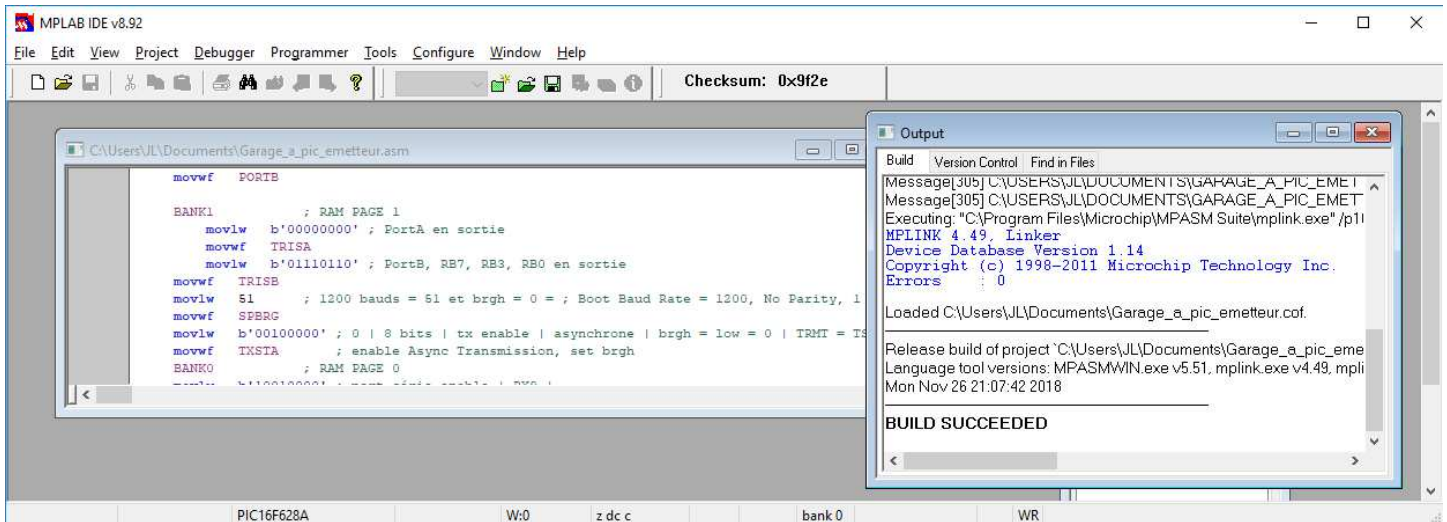 MPLAB IDE v8.92
File Edit View Project Debugger Programmer Tools Configure Window Help
Checksum: 0x9f2e
C:\Users\JL\Documents\Garage_a_pic_emetteur.asm
movwf PORTB
BANK1 ; RAM PAGE 1
movlw b'00000000' ; PortA en sortie
movwf TRISA
movlw b'01110110' ; PortB, RB7, RB3, RB0 en sortie
movwf TRISB
movlw 51 ; 1200 bauds = 51 et brgh = 0 = ; Boot Baud Rate = 1200, No Parity, 1
movwf SPBRG
movlw b'00100000' ; 0 | 8 bits | tx enable | asynchrone | brgh = low = 0 | TRMT = TS
movwf TXSTA ; enable Async Transmission, set brgh
BANK0 ; RAM PAGE 0
Output
Build Version Control Find in Files
Message[305] C:\USERS\JL\DOCUMENTS\GARAGE_A_PIC_EMET
Message[305] C:\USERS\JL\DOCUMENTS\GARAGE_A_PIC_EMET
Executing: "C:\Program Files\Microchip\MPASM Suite\mplink.exe" /p1
MPLINK 4.49, Linker
Device Database Version 1.14
Copyright (c) 1998-2011 Microchip Technology Inc.
Errors : 0
Loaded C:\Users\JL\Documents\Garage_a_pic_emetteur.cof.
Release build of project `C:\Users\JL\Documents\Garage_a_pic_eme
Language tool versions: MPASMWIN.exe v5.51, mplink.exe v4.49, mpli
Mon Nov 26 21:07:42 2018
BUILD SUCCEEDED
PIC16F628A W:0 z dc c bank 0 WR